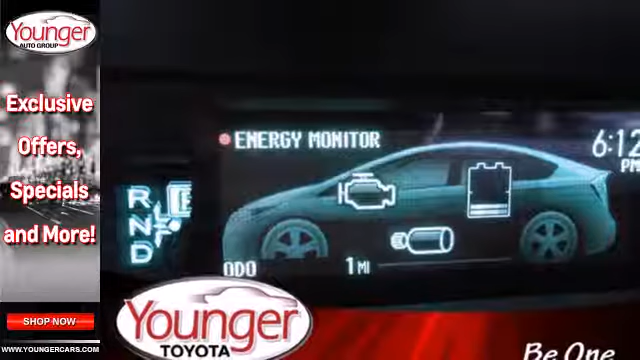 Younger
AUTO GROUP
Exclusive
Offers,
Specials
and More!
SHOP NOW
WWW.YOUNGERCARS.COM
ENERGY MONITOR
6:12
PM
R
N
D
ODO
1 MI
Younger
TOYOTA
Be One